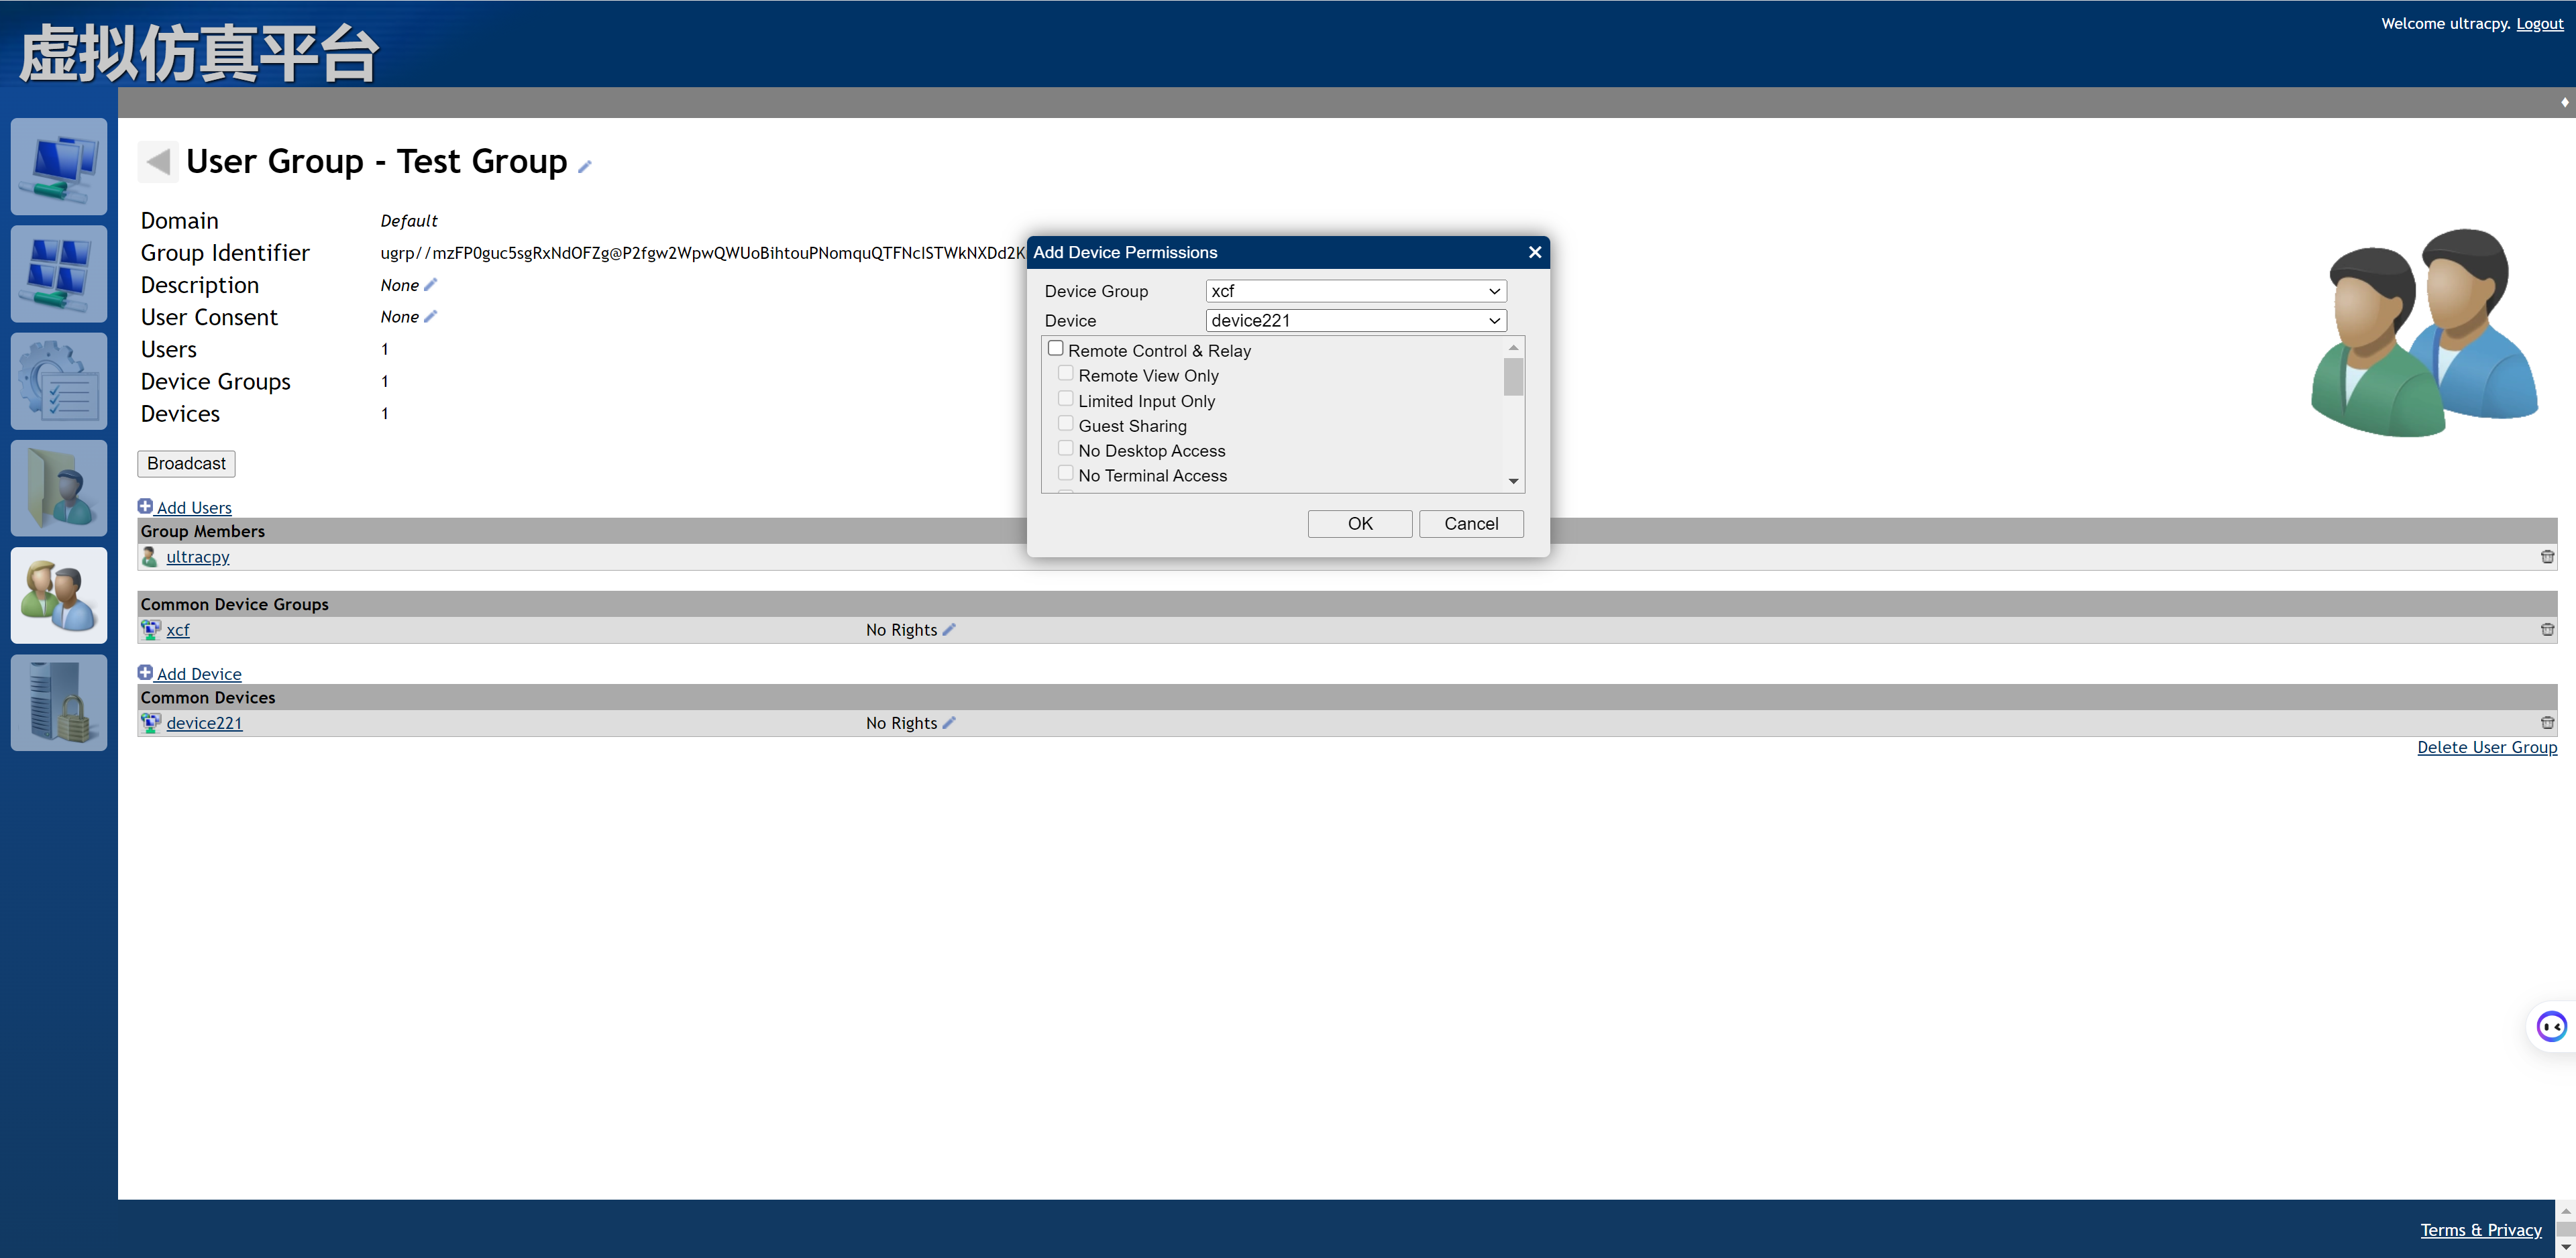 虚拟仿真平台
Welcome ultracpy. Logout
User Group - Test Group
Domain Default
Group Identifier ugrp//mzFP0guc5sgRxNdOFZg@P2fgw2WpwQWUoBihtouPNomquQTFNcISTWkNXDd2K
Description None
User Consent None
Users 1
Device Groups 1
Devices 1
Broadcast
Add Users
Group Members
ultracpy
Common Device Groups
xcf No Rights
Add Device
Common Devices
device221 No Rights
Delete User Group
Add Device Permissions
Device Group xcf
Device device221
Remote Control & Relay
Remote View Only
Limited Input Only
Guest Sharing
No Desktop Access
No Terminal Access
OK Cancel
Terms & Privacy